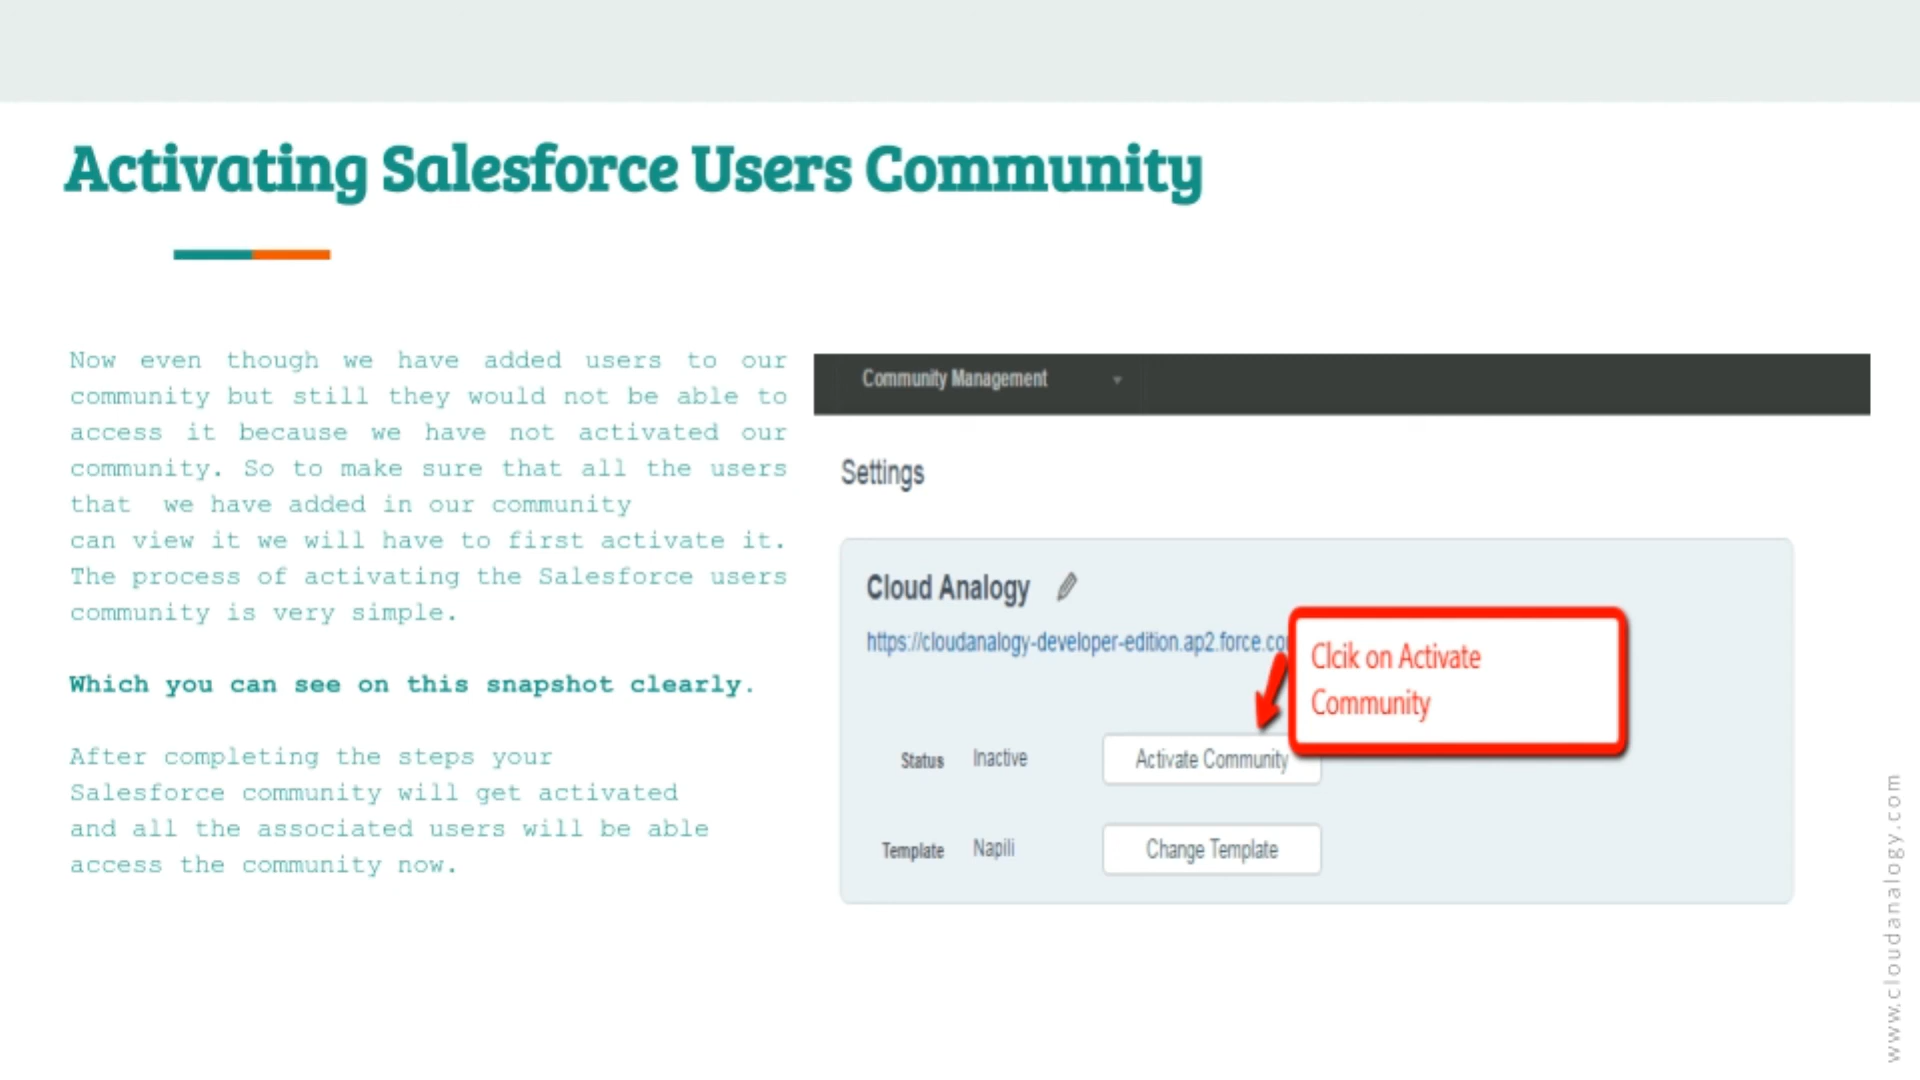 Activating Salesforce Users Community
Now even though we have added users to our
community but still they would not be able to
access it because we have not activated our
community. So to make sure that all the users
that we have added in our community
can view it we will have to first activate it.
The process of activating the Salesforce users
community is very simple.
Which you can see on this snapshot clearly.
After completing the steps your
Salesforce community will get activated
and all the associated users will be able
access the community now.
Community Management
Settings
Cloud Analogy
https://cloudanalogy-developer-edition.ap2.force.co
Clcik on Activate
Community
Status Inactive Activate Community
Template Napili Change Template
www.cloudanalogy.com